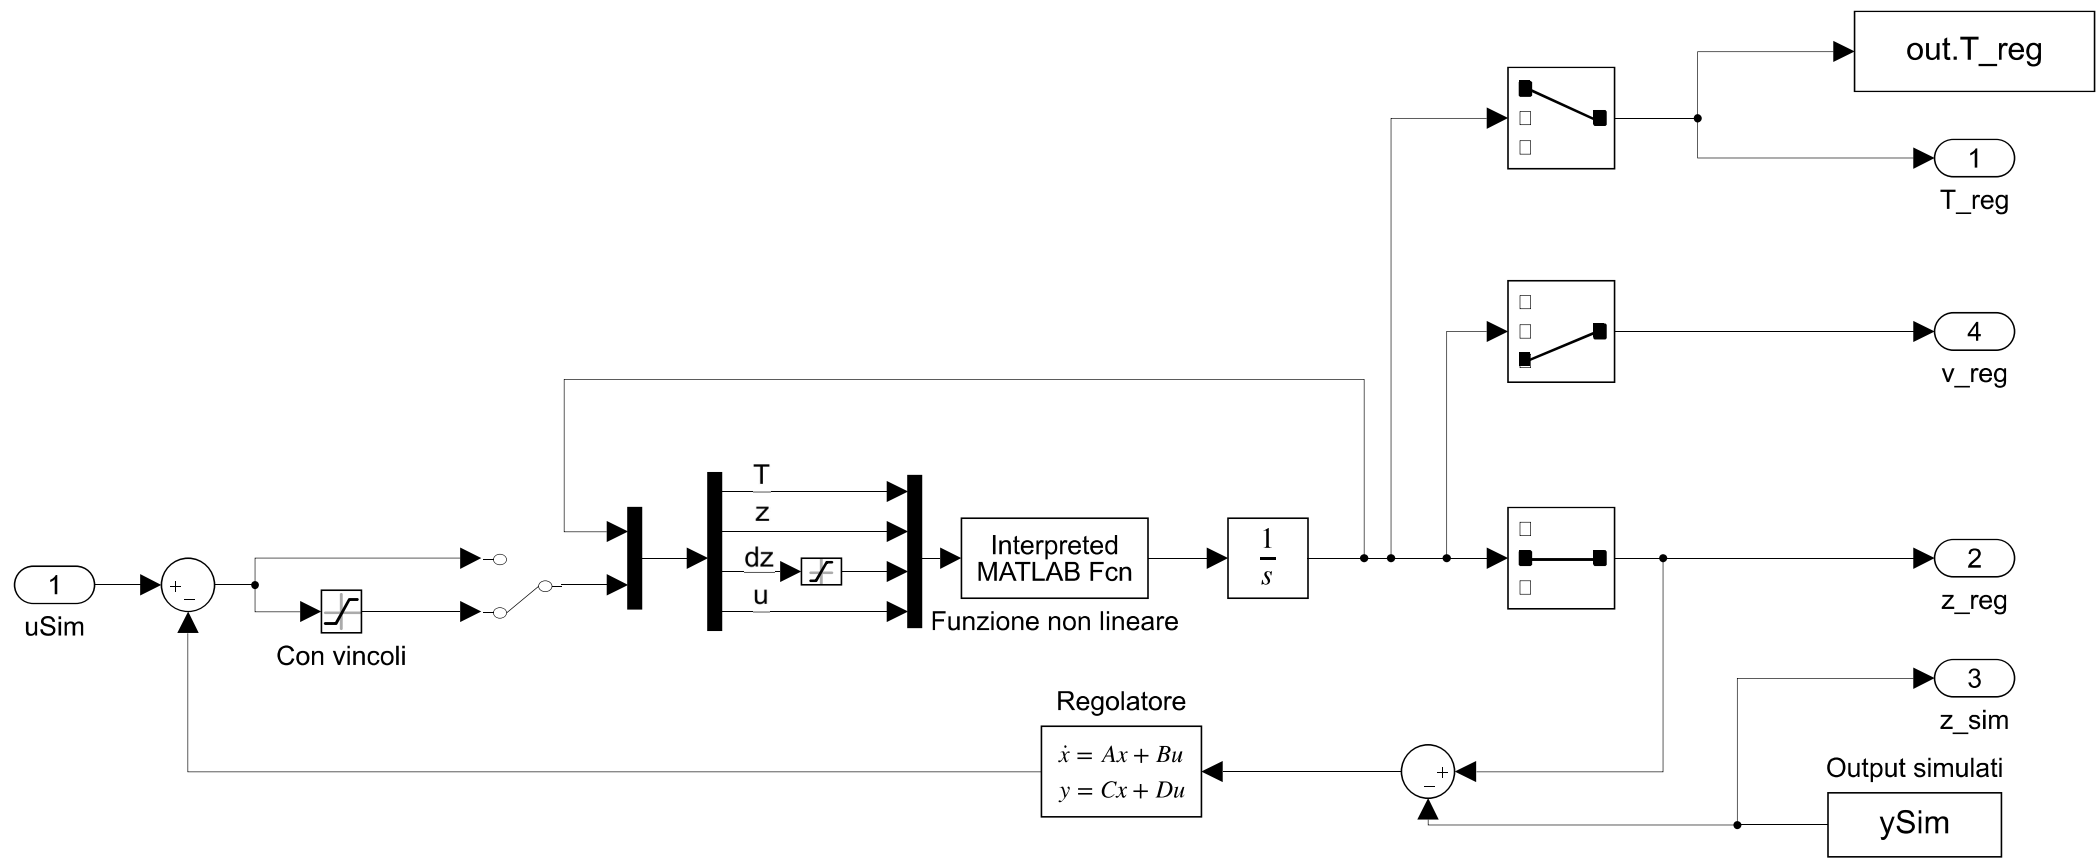 out.T_reg
1
T_reg
4
v_reg
T
z
dz
u
Interpreted
MATLAB Fcn
Funzione non lineare
1
s
2
z_reg
1
uSim
+
−
Con vincoli
3
z_sim
Regolatore
ẋ = Ax + Bu
y = Cx + Du
+
−
Output simulati
ySim